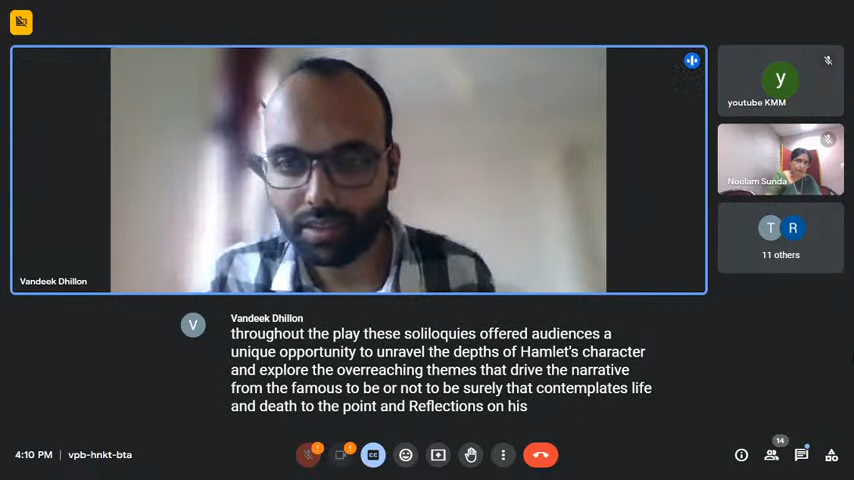 y
youtube KMM
Neelam Sunda
T R
11 others
Vandeek Dhillon
V
Vandeek Dhillon
throughout the play these soliloquies offered audiences a
unique opportunity to unravel the depths of Hamlet's character
and explore the overreaching themes that drive the narrative
from the famous to be or not to be surely that contemplates life
and death to the point and Reflections on his
4:10 PM | vpb-hnkt-bta
CC
14